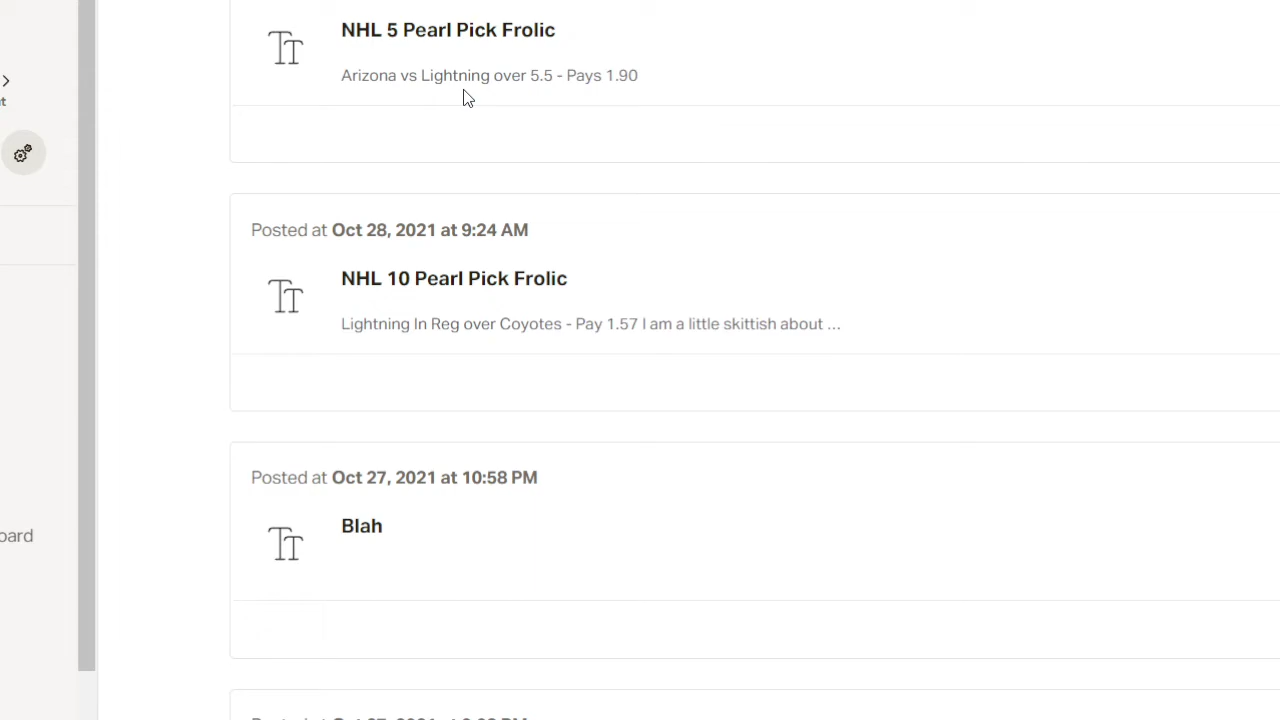 NHL 5 Pearl Pick Frolic
Arizona vs Lightning over 5.5 - Pays 1.90
Posted at Oct 28, 2021 at 9:24 AM
TT
NHL 10 Pearl Pick Frolic
Lightning In Reg over Coyotes - Pay 1.57 I am a little skittish about ...
Posted at Oct 27, 2021 at 10:58 PM
TT
Blah
oard